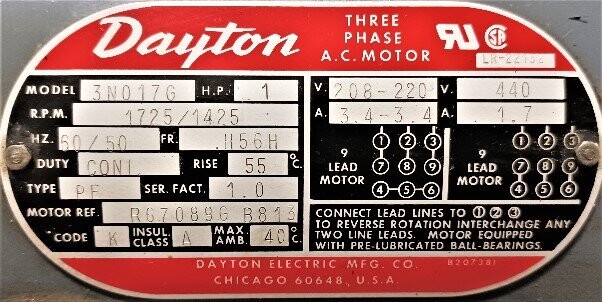 Dayton
THREE
PHASE
A.C. MOTOR
LR-22132
MODEL 3N017G H.P. 1
R.P.M. 1725/1425
HZ. 60/50 FR. H56H
DUTY CONT RISE 55 °C.
TYPE PF SER. FACT. 1.0
MOTOR REF. R67089G R813
CODE K INSUL. CLASS A MAX. AMB. 40 °C
V. 208-220 V. 440
A. 3.4-3.4 A. 1.7
9 LEAD MOTOR
1 2 3
7 8 9
4-5-6
9 LEAD MOTOR
1 2 3
7 8 9
4 5 6
CONNECT LEAD LINES TO 1 2 3
TO REVERSE ROTATION INTERCHANGE ANY
TWO LINE LEADS. MOTOR EQUIPPED
WITH PRE-LUBRICATED BALL-BEARINGS.
DAYTON ELECTRIC MFG. CO. B207381
CHICAGO 60648, U.S.A.